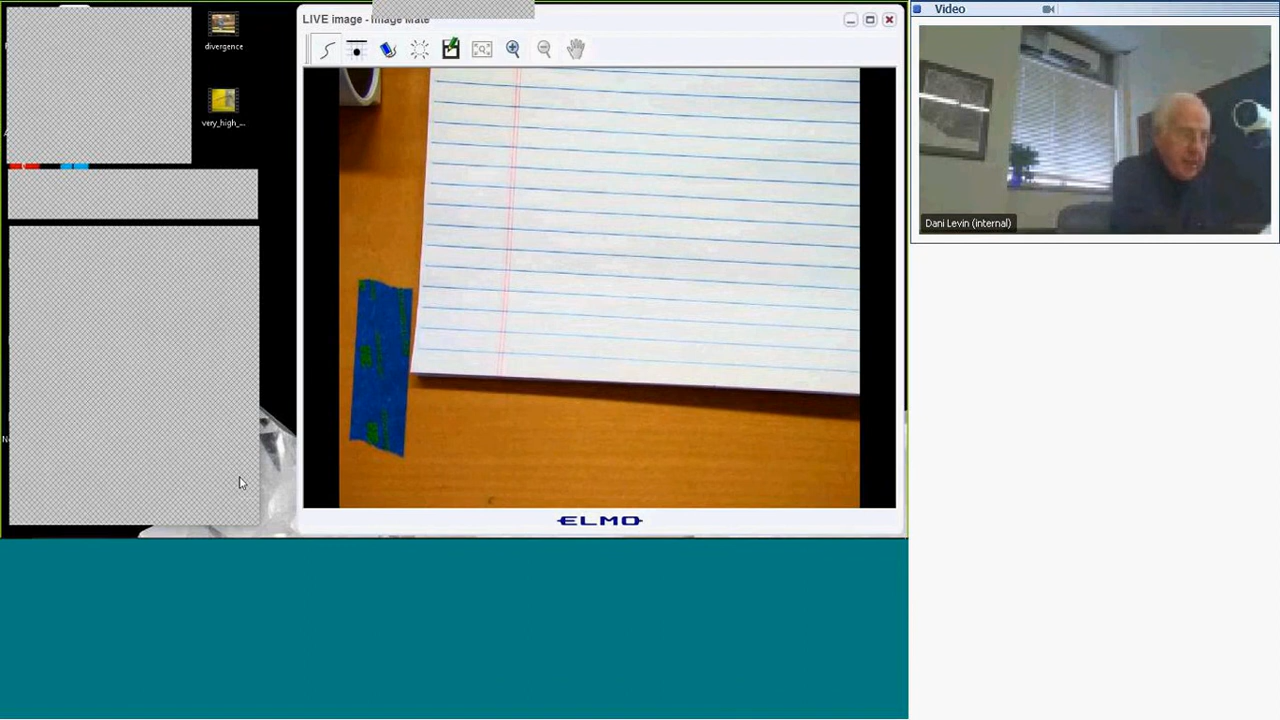 divergence
very_high_...
LIVE image - Image Mate
ELMO
Video
Dani Levin (internal)